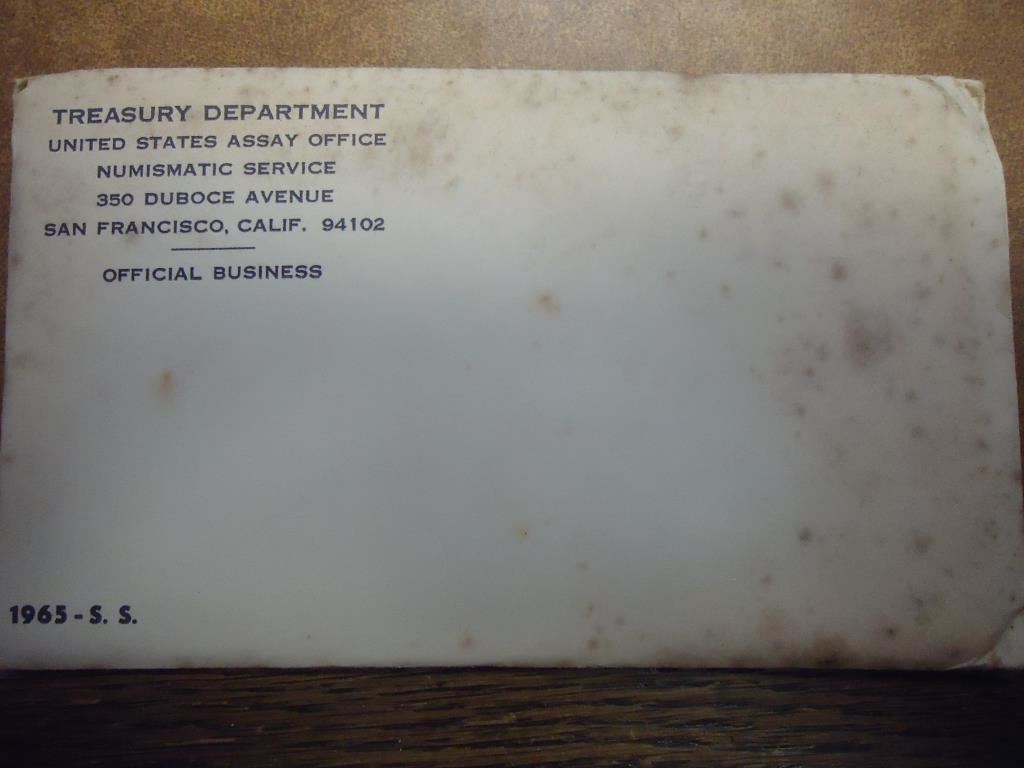 TREASURY DEPARTMENT
UNITED STATES ASSAY OFFICE
NUMISMATIC SERVICE
350 DUBOCE AVENUE
SAN FRANCISCO, CALIF. 94102
OFFICIAL BUSINESS
1965 - S. S.